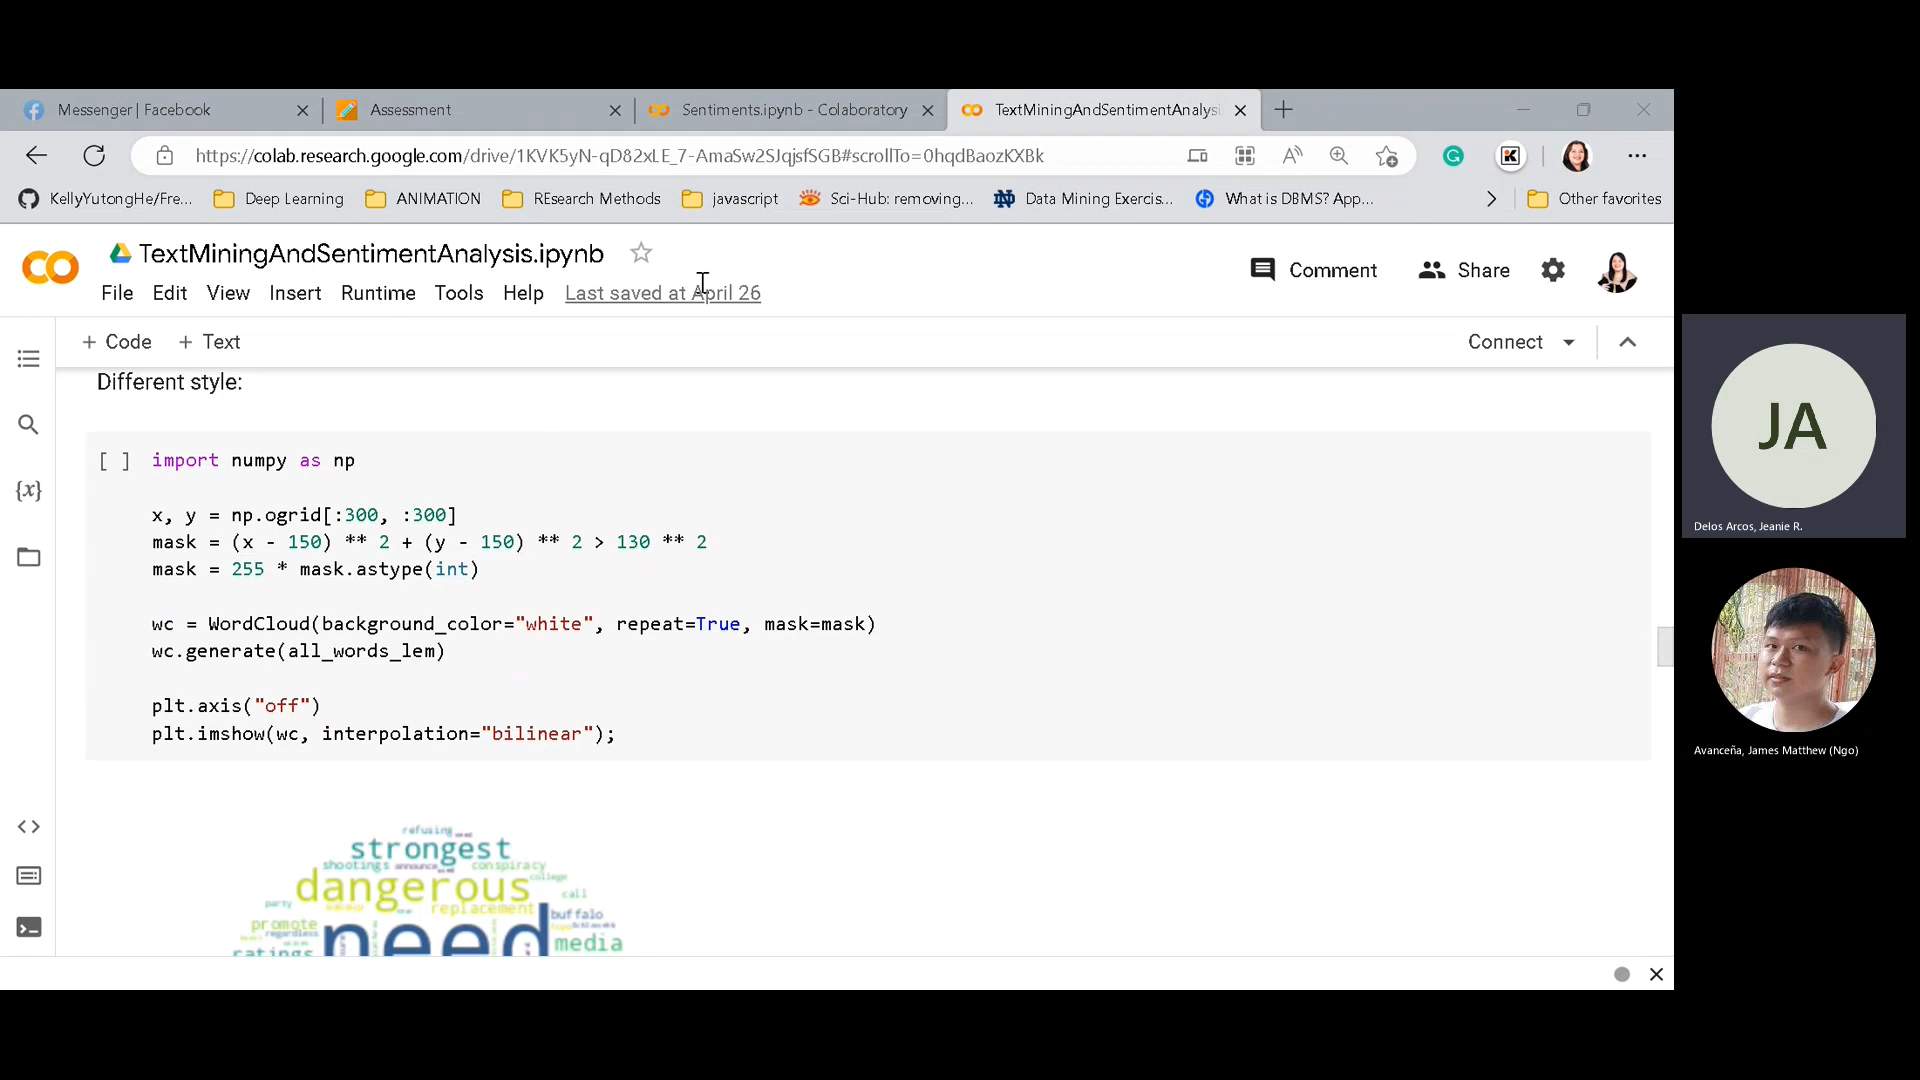 Messenger | Facebook
Assessment
Sentiments.ipynb - Colaboratory
TextMiningAndSentimentAnalysi
https://colab.research.google.com/drive/1KVK5yN-qD82xLE_7-AmaSw2SJqjsfSGB#scrollTo=0hqdBaozKXBk
KellyYutongHe/Fre...
Deep Learning
ANIMATION
REsearch Methods
javascript
Sci-Hub: removing...
Data Mining Exercis...
What is DBMS? App...
Other favorites
TextMiningAndSentimentAnalysis.ipynb
Comment
Share
File Edit View Insert Runtime Tools Help Last saved at April 26
+ Code + Text
Connect
Different style:
[ ] import numpy as np
x, y = np.ogrid[:300, :300]
mask = (x - 150) ** 2 + (y - 150) ** 2 > 130 ** 2
mask = 255 * mask.astype(int)
wc = WordCloud(background_color="white", repeat=True, mask=mask)
wc.generate(all_words_lem)
plt.axis("off")
plt.imshow(wc, interpolation="bilinear");
refusing
strongest
shootings announce conspiracy
dangerous
college
call
party
replacement
buffalo
promote
regardless
need
media
ratings
JA
Delos Arcos, Jeanie R.
Avanceña, James Matthew (Ngo)